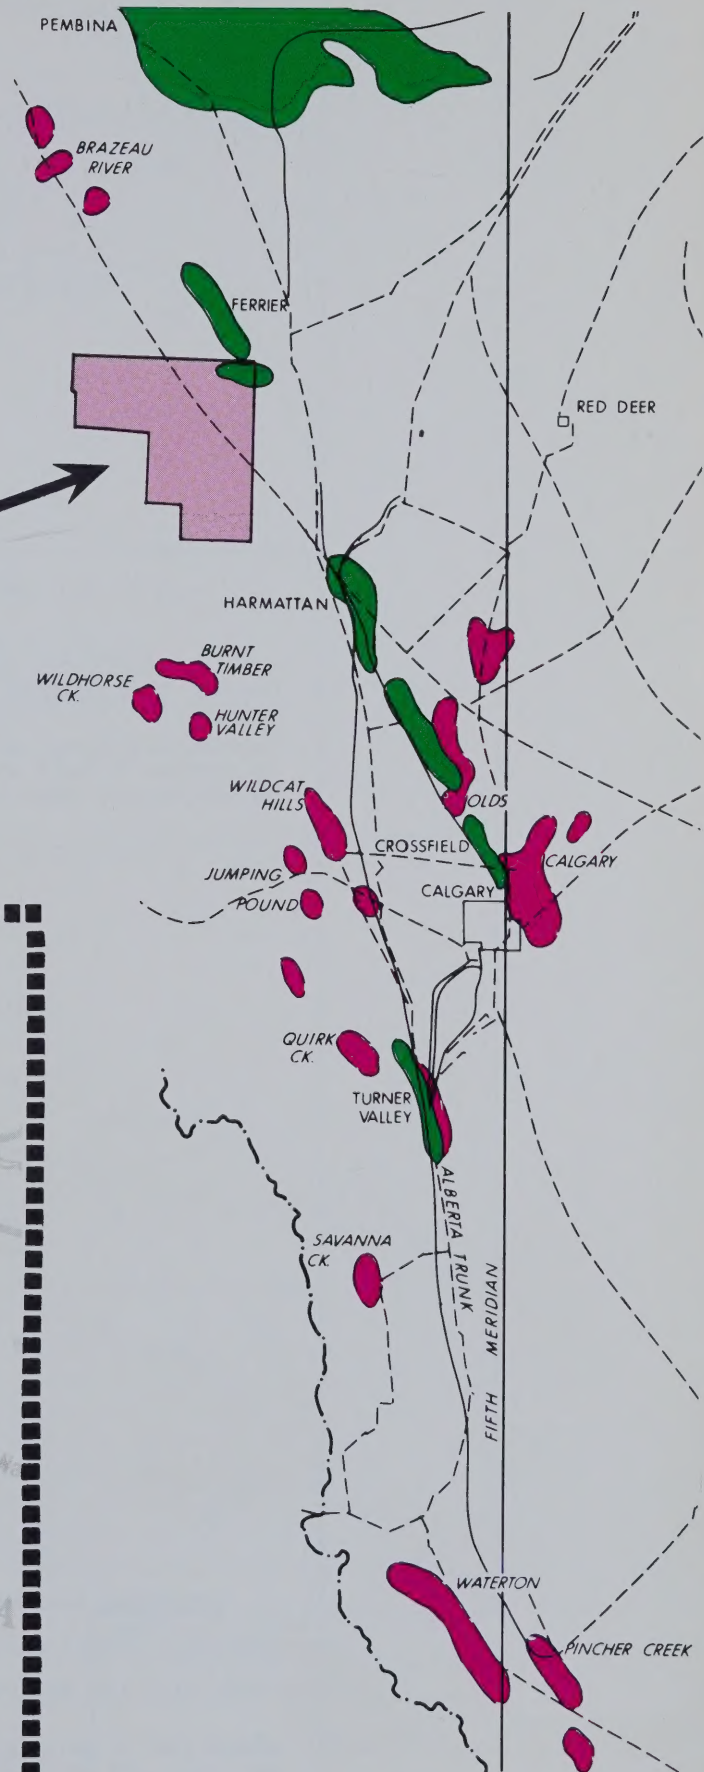 PEMBINA
BRAZEAU
RIVER
FERRIER
RED DEER
HARMATTAN
BURNT
TIMBER
WILDHORSE
CK.
HUNTER
VALLEY
WILDCAT
HILLS
OLDS
CROSSFIELD
CALGARY
JUMPING
POUND
CALGARY
QUIRK
CK.
TURNER
VALLEY
ALBERTA TRUNK
SAVANNA
CK.
FIFTH MERIDIAN
WATERTON
PINCHER CREEK